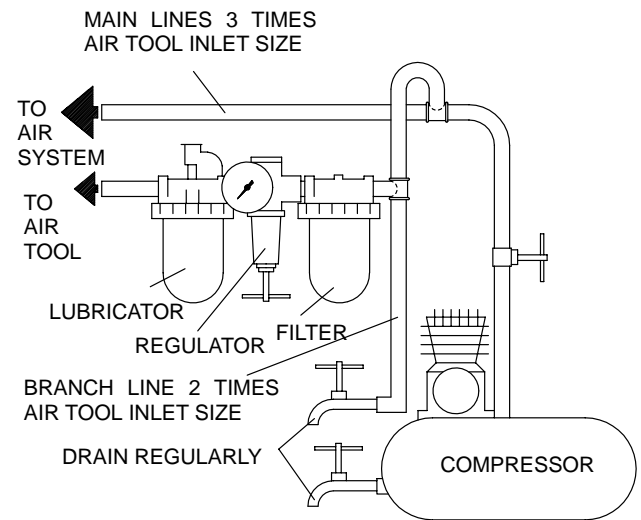 MAIN LINES 3 TIMES
AIR TOOL INLET SIZE
TO
AIR
SYSTEM
TO
AIR
TOOL
LUBRICATOR
REGULATOR
FILTER
BRANCH LINE 2 TIMES
AIR TOOL INLET SIZE
DRAIN REGULARLY
COMPRESSOR